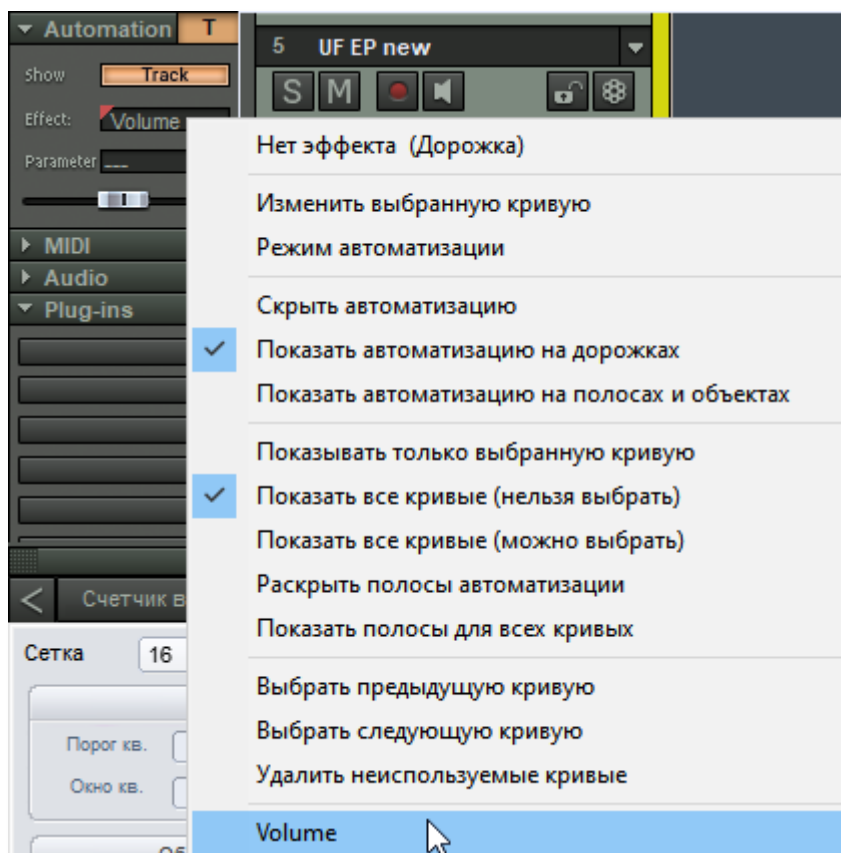 Automation T
5 UF EP new
Show Track
S M
Effect: Volume
Parameter ---
MIDI
Audio
Plug-ins
Нет эффекта (Дорожка)
Изменить выбранную кривую
Режим автоматизации
Скрыть автоматизацию
Показать автоматизацию на дорожках
Показать автоматизацию на полосах и объектах
Показывать только выбранную кривую
Показать все кривые (нельзя выбрать)
Показать все кривые (можно выбрать)
Раскрыть полосы автоматизации
Показать полосы для всех кривых
Выбрать предыдущую кривую
Выбрать следующую кривую
Удалить неиспользуемые кривые
Volume
< Счетчик в
Сетка 16
Порог кв.
Окно кв.